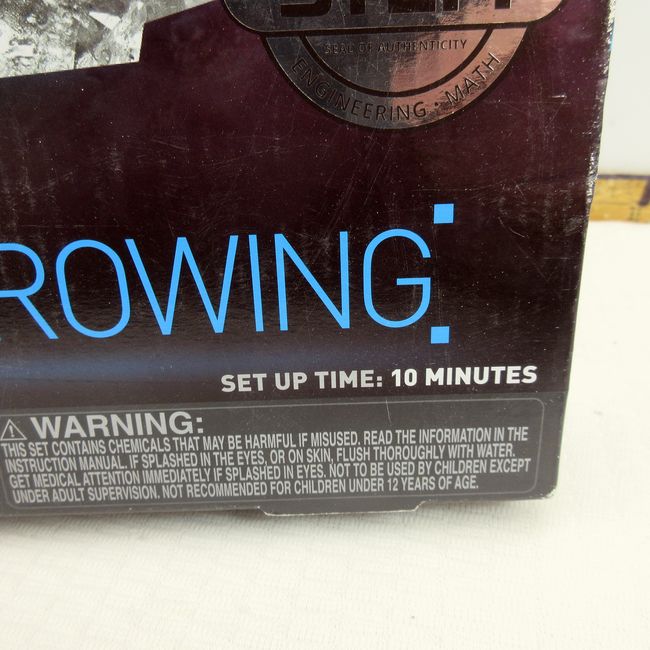 STEM
SEAL OF AUTHENTICITY
ENGINEERING · MATH
ROWING
SET UP TIME: 10 MINUTES
WARNING:
THIS SET CONTAINS CHEMICALS THAT MAY BE HARMFUL IF MISUSED. READ THE INFORMATION IN THE
INSTRUCTION MANUAL. IF SPLASHED IN THE EYES, OR ON SKIN, FLUSH THOROUGHLY WITH WATER.
GET MEDICAL ATTENTION IMMEDIATELY IF SPLASHED IN EYES. NOT TO BE USED BY CHILDREN EXCEPT
UNDER ADULT SUPERVISION. NOT RECOMMENDED FOR CHILDREN UNDER 12 YEARS OF AGE.